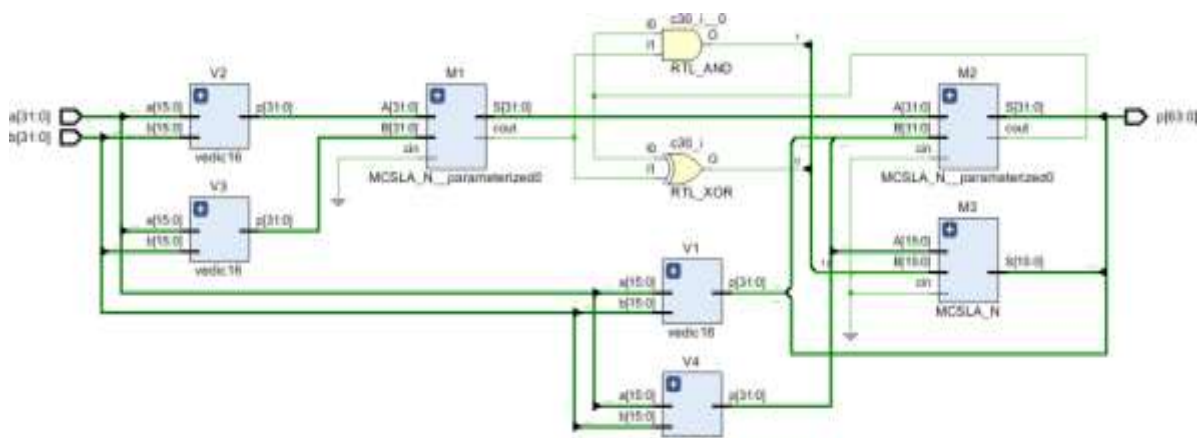 c30_i__0
I0
I1
O
RTL_AND
V2
a[15:0]
b[15:0]
p[31:0]
vedic16
M1
A[31:0]
B[31:0]
cin
S[31:0]
cout
MCSLA_N__parameterized0
M2
A[31:0]
B[31:0]
cin
S[31:0]
cout
MCSLA_N__parameterized0
a[31:0]
b[31:0]
p[63:0]
c30_i
I0
I1
O
RTL_XOR
V3
a[15:0]
b[15:0]
p[31:0]
vedic16
M3
A[15:0]
B[15:0]
cin
S[15:0]
MCSLA_N
V1
a[15:0]
b[15:0]
p[31:0]
vedic16
V4
a[15:0]
b[15:0]
p[31:0]
vedic16